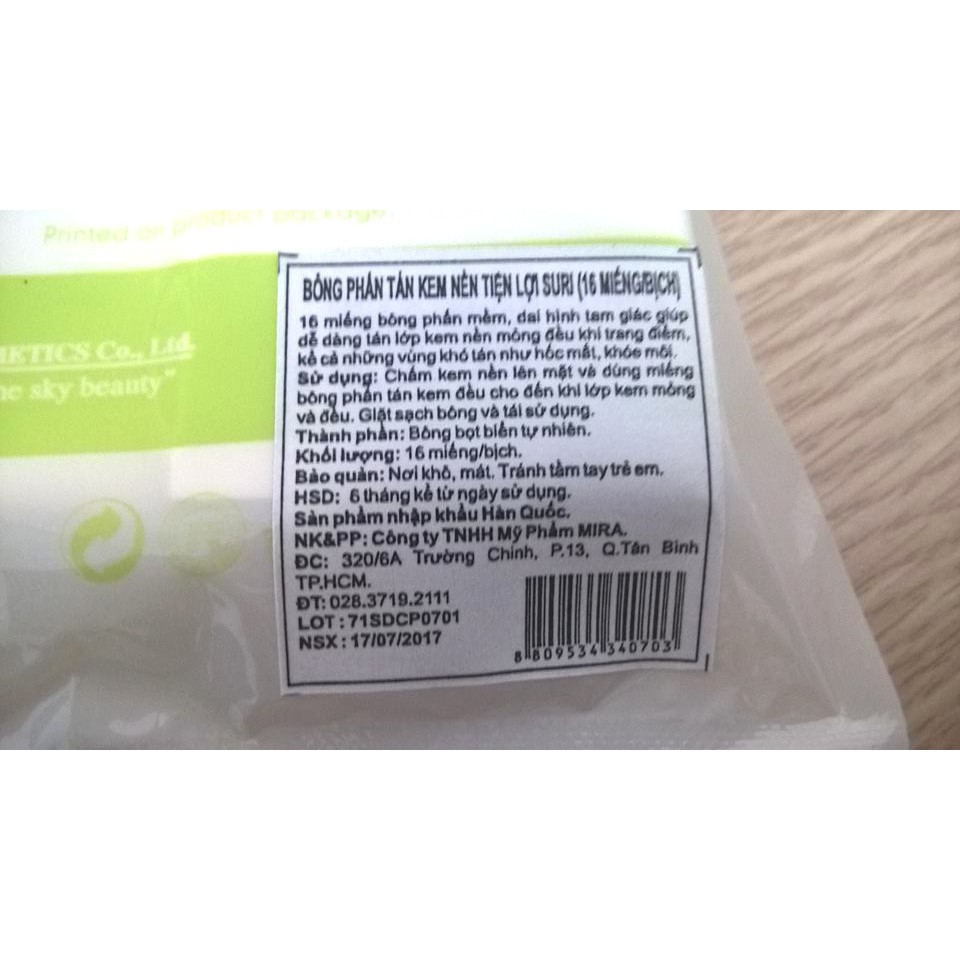 Printed on product package.
METICS Co., Ltd.
he sky beauty"
BÔNG PHẤN TÁN KEM NỀN TIỆN LỢI SURI (16 MIẾNG/BỊCH)
16 miếng bông phấn mềm, dai hình tam giác giúp
dễ dàng tán lớp kem nền mỏng đều khi trang điểm,
kể cả những vùng khó tán như hốc mắt, khóe môi.
Sử dụng: Chấm kem nền lên mặt và dùng miếng
bông phấn tán kem đều cho đến khi lớp kem mỏng
và đều. Giặt sạch bông và tái sử dụng.
Thành phần: Bông bọt biển tự nhiên.
Khối lượng: 16 miếng/bịch.
Bảo quản: Nơi khô, mát. Tránh tầm tay trẻ em.
HSD: 6 tháng kể từ ngày sử dụng.
Sản phẩm nhập khẩu Hàn Quốc.
NK&PP: Công ty TNHH Mỹ Phẩm MIRA.
ĐC: 320/6A Trường Chinh, P.13, Q.Tân Bình
TP.HCM.
ĐT: 028.3719.2111
LOT : 71SDCP0701
NSX : 17/07/2017
8 809534 340703